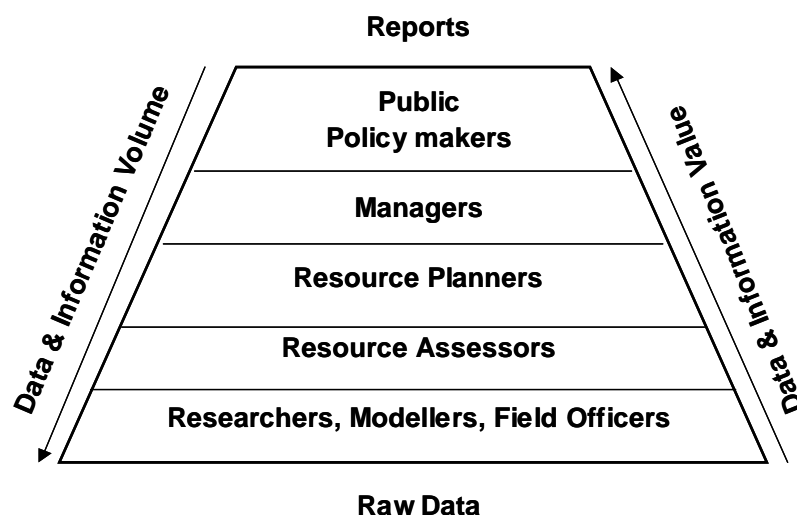 Reports
Public
Policy makers
Managers
Resource Planners
Resource Assessors
Researchers, Modellers, Field Officers
Raw Data
Data & Information Volume
Data & Information Value